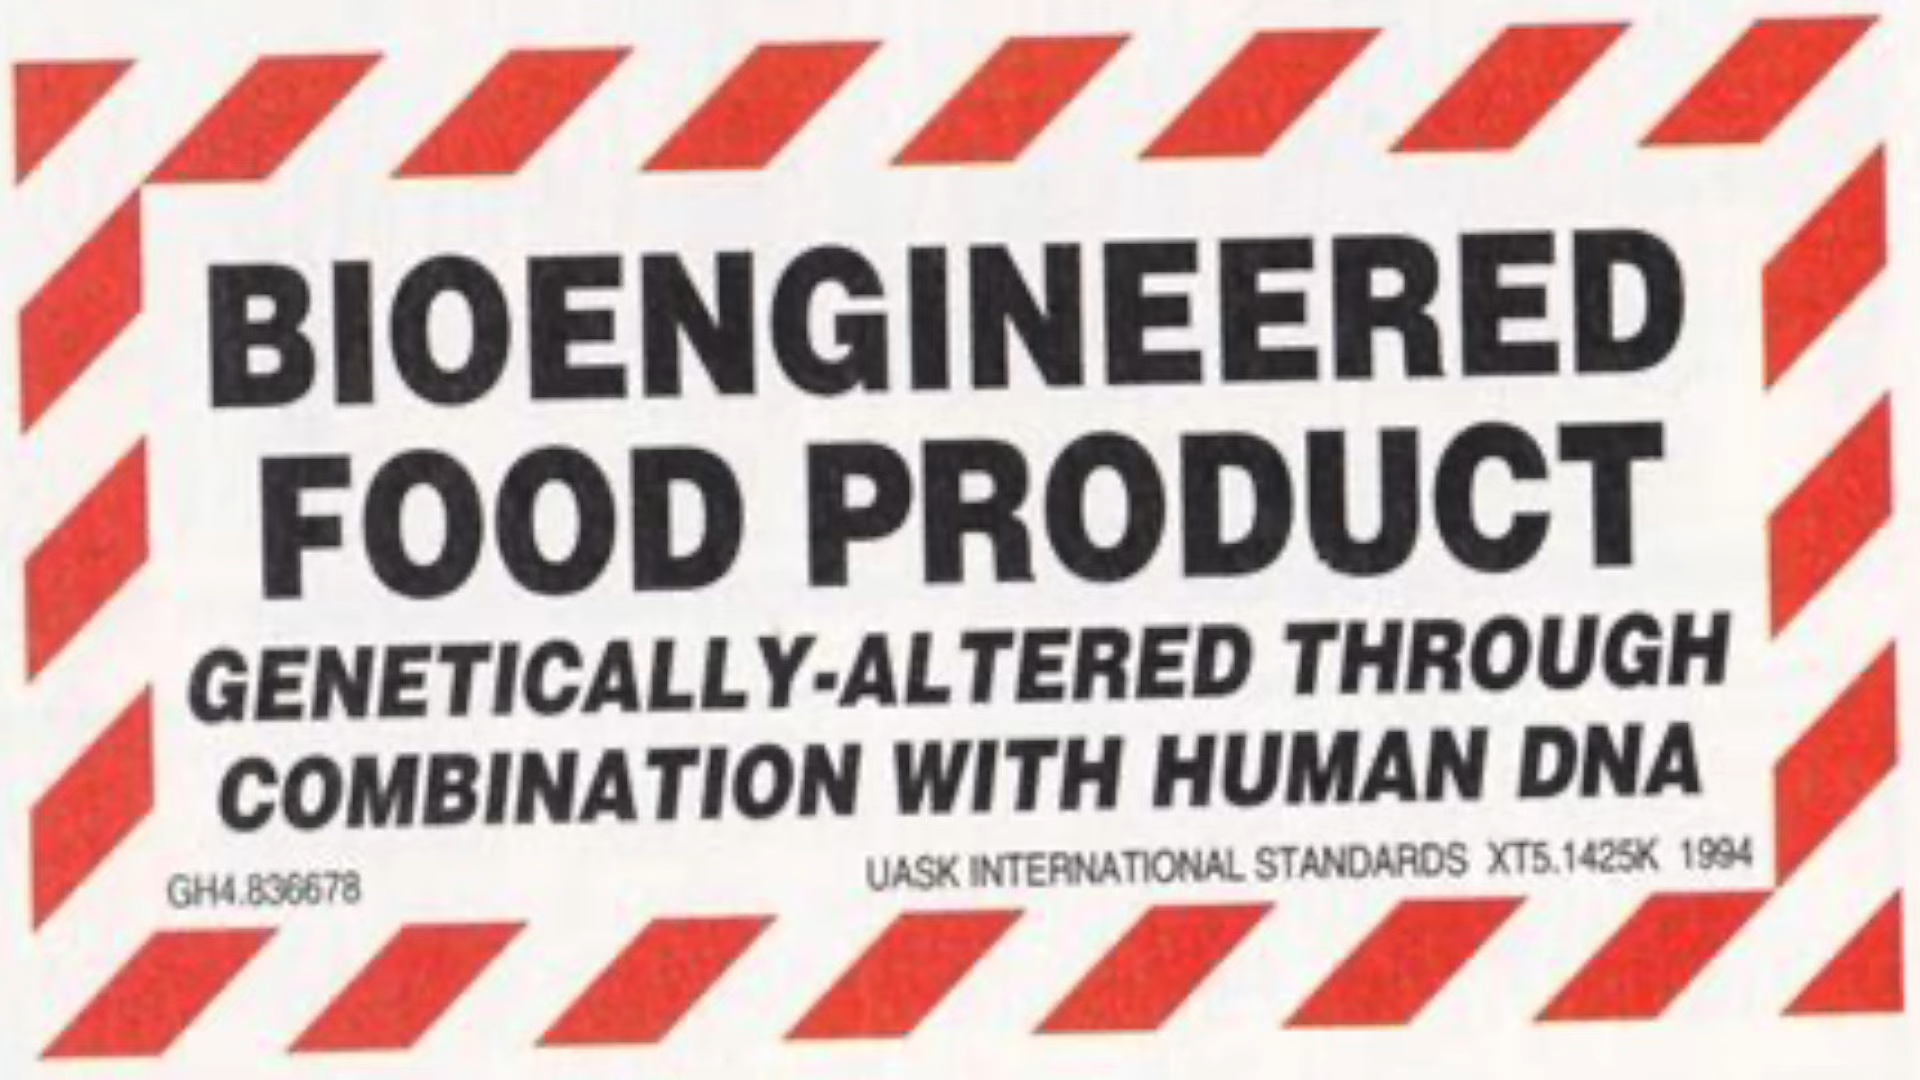 BIOENGINEERED
FOOD PRODUCT
GENETICALLY-ALTERED THROUGH
COMBINATION WITH HUMAN DNA
GH4.836678
UASK INTERNATIONAL STANDARDS XT5.1425K 1994